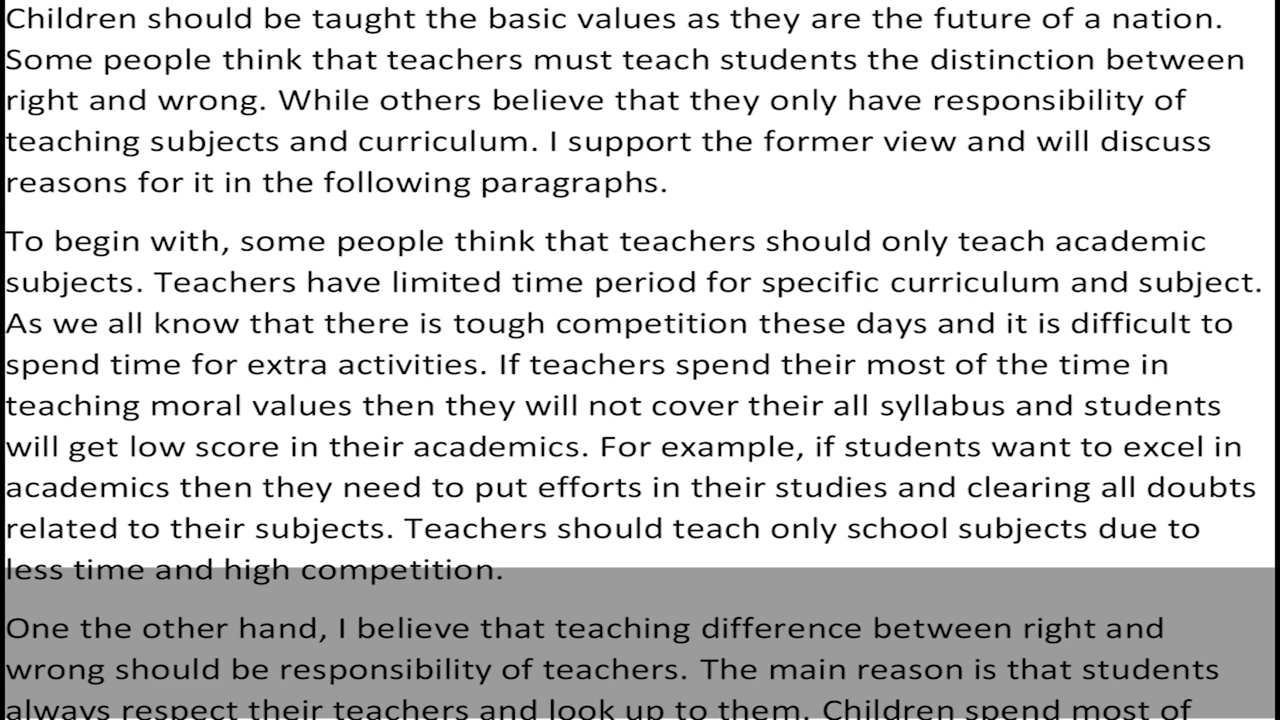 Children should be taught the basic values as they are the future of a nation.
Some people think that teachers must teach students the distinction between
right and wrong. While others believe that they only have responsibility of
teaching subjects and curriculum. I support the former view and will discuss
reasons for it in the following paragraphs.
To begin with, some people think that teachers should only teach academic
subjects. Teachers have limited time period for specific curriculum and subject.
As we all know that there is tough competition these days and it is difficult to
spend time for extra activities. If teachers spend their most of the time in
teaching moral values then they will not cover their all syllabus and students
will get low score in their academics. For example, if students want to excel in
academics then they need to put efforts in their studies and clearing all doubts
related to their subjects. Teachers should teach only school subjects due to
less time and high competition.
One the other hand, I believe that teaching difference between right and
wrong should be responsibility of teachers. The main reason is that students
always respect their teachers and look up to them. Children spend most of